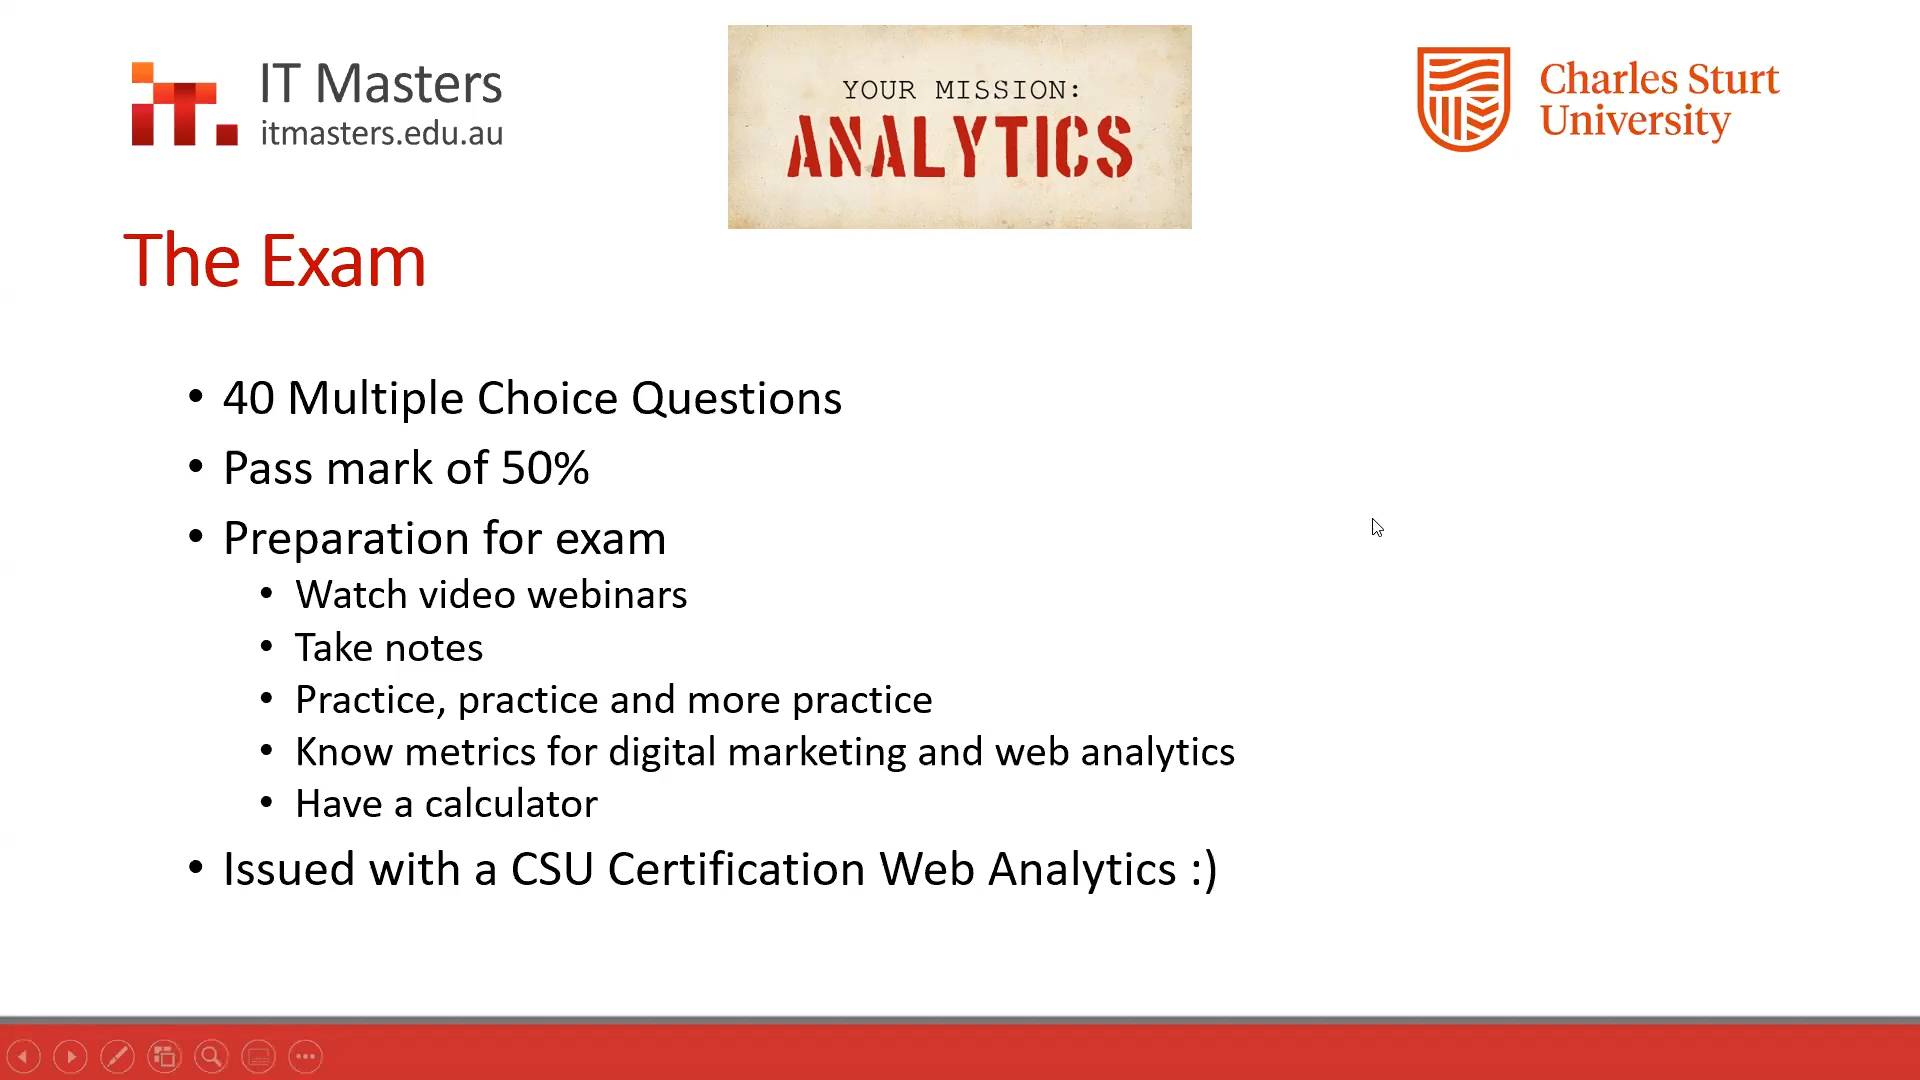 IT Masters
itmasters.edu.au
YOUR MISSION:
ANALYTICS
Charles Sturt
University
The Exam
• 40 Multiple Choice Questions
• Pass mark of 50%
• Preparation for exam
• Watch video webinars
• Take notes
• Practice, practice and more practice
• Know metrics for digital marketing and web analytics
• Have a calculator
• Issued with a CSU Certification Web Analytics :)